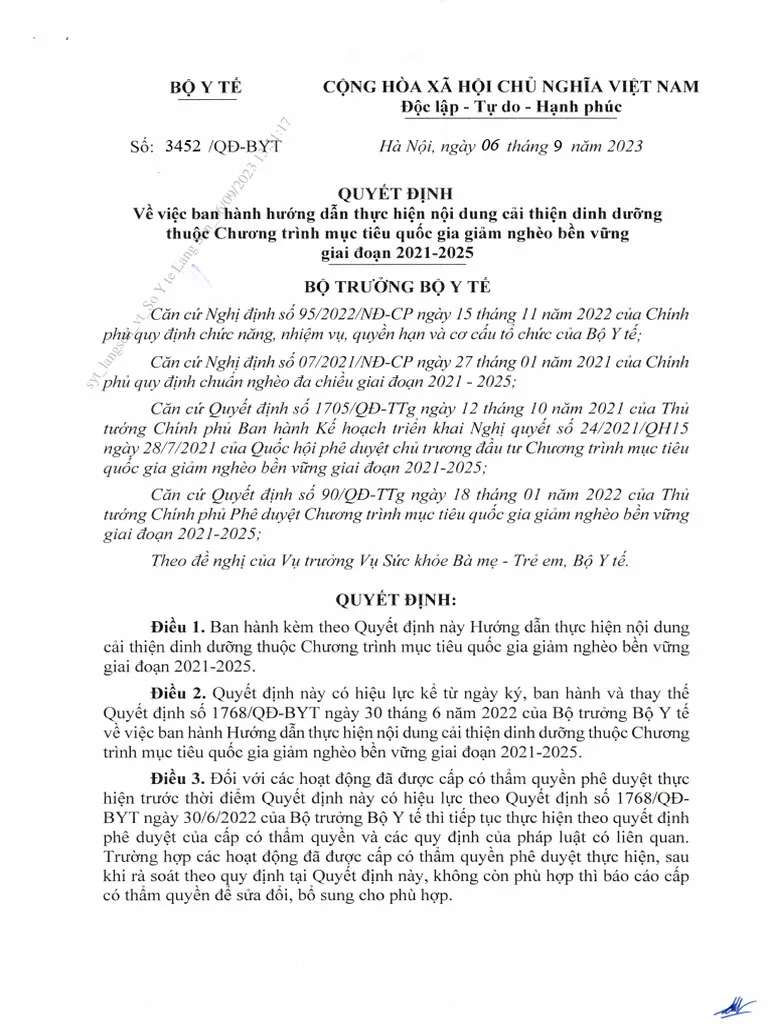 BỘ Y TẾ
CỘNG HÒA XÃ HỘI CHỦ NGHĨA VIỆT NAM
Độc lập - Tự do - Hạnh phúc
Số: 3452 /QĐ-BYT
Hà Nội, ngày 06 tháng 9 năm 2023
QUYẾT ĐỊNH
Về việc ban hành hướng dẫn thực hiện nội dung cải thiện dinh dưỡng
thuộc Chương trình mục tiêu quốc gia giảm nghèo bền vững
giai đoạn 2021-2025
BỘ TRƯỞNG BỘ Y TẾ
Căn cứ Nghị định số 95/2022/NĐ-CP ngày 15 tháng 11 năm 2022 của Chính
phủ quy định chức năng, nhiệm vụ, quyền hạn và cơ cấu tổ chức của Bộ Y tế;
Căn cứ Nghị định số 07/2021/NĐ-CP ngày 27 tháng 01 năm 2021 của Chính
phủ quy định chuẩn nghèo đa chiều giai đoạn 2021 - 2025;
Căn cứ Quyết định số 1705/QĐ-TTg ngày 12 tháng 10 năm 2021 của Thủ
tướng Chính phủ Ban hành Kế hoạch triển khai Nghị quyết số 24/2021/QH15
ngày 28/7/2021 của Quốc hội phê duyệt chủ trương đầu tư Chương trình mục tiêu
quốc gia giảm nghèo bền vững giai đoạn 2021-2025;
Căn cứ Quyết định số 90/QĐ-TTg ngày 18 tháng 01 năm 2022 của Thủ
tướng Chính phủ Phê duyệt Chương trình mục tiêu quốc gia giảm nghèo bền vững
giai đoạn 2021-2025;
Theo đề nghị của Vụ trưởng Vụ Sức khỏe Bà mẹ - Trẻ em, Bộ Y tế.
QUYẾT ĐỊNH:
Điều 1. Ban hành kèm theo Quyết định này Hướng dẫn thực hiện nội dung
cải thiện dinh dưỡng thuộc Chương trình mục tiêu quốc gia giảm nghèo bền vững
giai đoạn 2021-2025.
Điều 2. Quyết định này có hiệu lực kể từ ngày ký, ban hành và thay thế
Quyết định số 1768/QĐ-BYT ngày 30 tháng 6 năm 2022 của Bộ trưởng Bộ Y tế
về việc ban hành Hướng dẫn thực hiện nội dung cải thiện dinh dưỡng thuộc Chương
trình mục tiêu quốc gia giảm nghèo bền vững giai đoạn 2021-2025.
Điều 3. Đối với các hoạt động đã được cấp có thẩm quyền phê duyệt thực
hiện trước thời điểm Quyết định này có hiệu lực theo Quyết định số 1768/QĐ-
BYT ngày 30/6/2022 của Bộ trưởng Bộ Y tế thì tiếp tục thực hiện theo quyết định
phê duyệt của cấp có thẩm quyền và các quy định của pháp luật có liên quan.
Trường hợp các hoạt động đã được cấp có thẩm quyền phê duyệt thực hiện, sau
khi rà soát theo quy định tại Quyết định này, không còn phù hợp thì báo cáo cấp
có thẩm quyền để sửa đổi, bổ sung cho phù hợp.